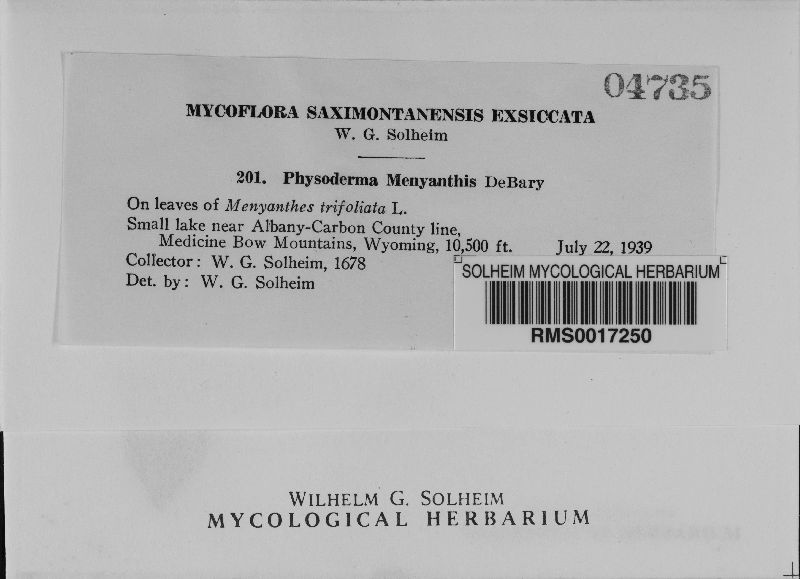 04735
MYCOFLORA SAXIMONTANENSIS EXSICCATA
W. G. Solheim
201. Physoderma Menyanthis DeBary
On leaves of Menyanthes trifoliata L.
Small lake near Albany-Carbon County line,
Medicine Bow Mountains, Wyoming, 10,500 ft. July 22, 1939
Collector: W. G. Solheim, 1678
Det. by: W. G. Solheim
SOLHEIM MYCOLOGICAL HERBARIUM
RMS0017250
WILHELM G. SOLHEIM
MYCOLOGICAL HERBARIUM